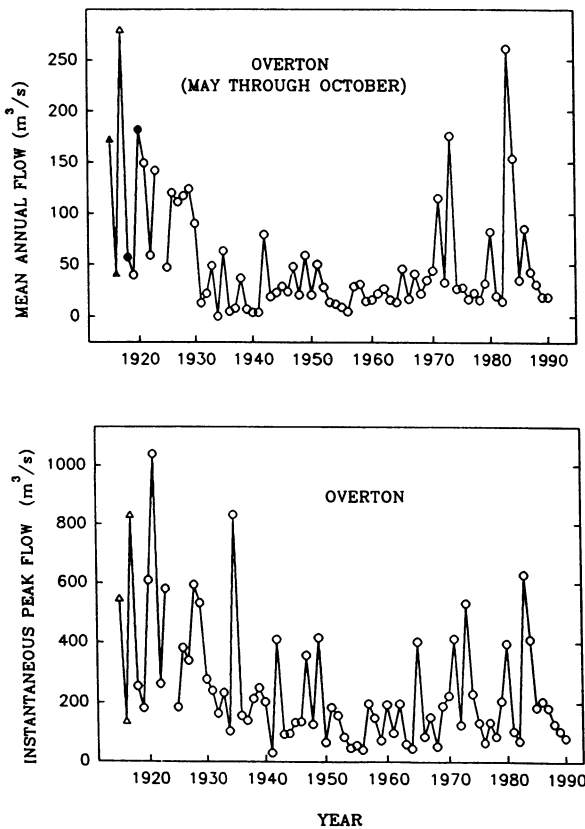 MEAN ANNUAL FLOW (m³/s)
250
200
150
100
50
0
OVERTON
(MAY THROUGH OCTOBER)
1920 1930 1940 1950 1960 1970 1980 1990
INSTANTANEOUS PEAK FLOW (m³/s)
1000
800
600
400
200
0
OVERTON
1920 1930 1940 1950 1960 1970 1980 1990
YEAR